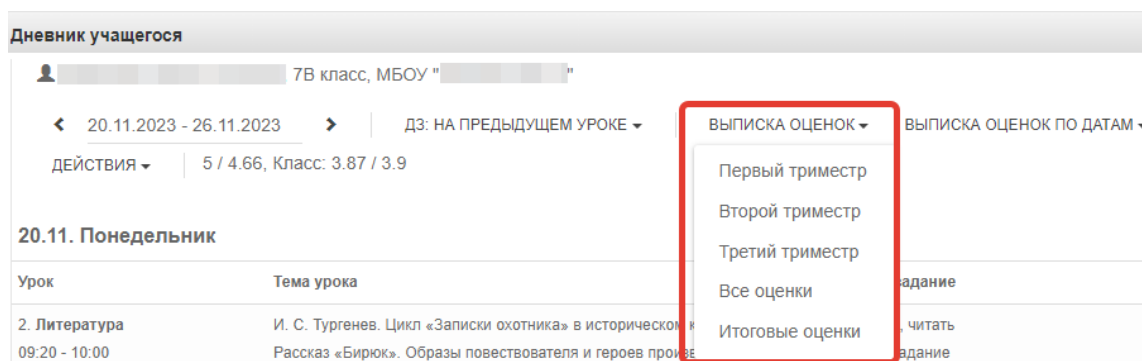 Дневник учащегося
7В класс, МБОУ " "
20.11.2023 - 26.11.2023 ДЗ: НА ПРЕДЫДУЩЕМ УРОКЕ ВЫПИСКА ОЦЕНОК ВЫПИСКА ОЦЕНОК ПО ДАТАМ
ДЕЙСТВИЯ 5 / 4.66, Класс: 3.87 / 3.9
Первый триместр
Второй триместр
Третий триместр
Все оценки
Итоговые оценки
20.11. Понедельник
Урок Тема урока
2. Литература И. С. Тургенев. Цикл «Записки охотника» в историческом , читать
09:20 - 10:00 Рассказ «Бирюк». Образы повествователя и героев